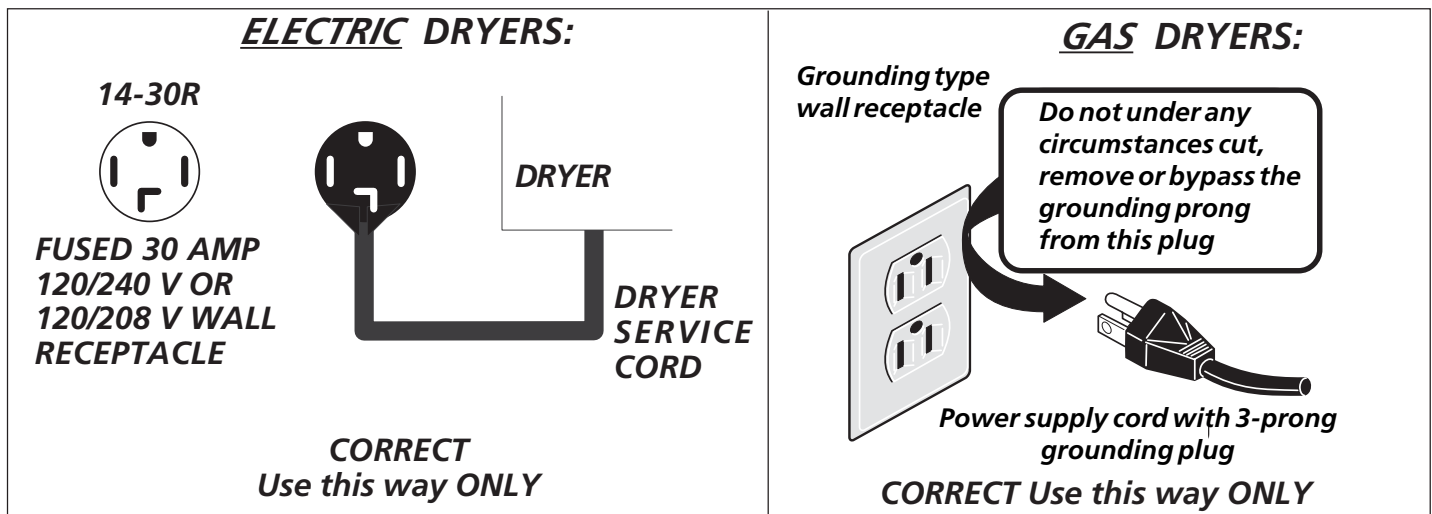 ELECTRIC DRYERS:
14-30R
FUSED 30 AMP
120/240 V OR
120/208 V WALL
RECEPTACLE
DRYER
DRYER
SERVICE
CORD
CORRECT
Use this way ONLY
GAS DRYERS:
Grounding type
wall receptacle
Do not under any
circumstances cut,
remove or bypass the
grounding prong
from this plug
Power supply cord with 3-prong
grounding plug
CORRECT Use this way ONLY